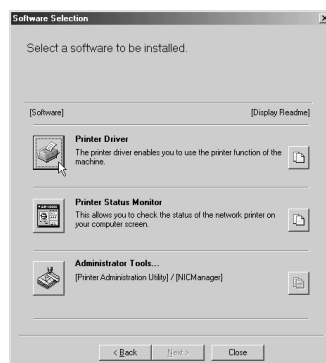 Software Selection
Select a software to be installed.
[Software] [Display Readme]
Printer Driver
The printer driver enables you to use the printer function of the
machine.
Printer Status Monitor
This allows you to check the status of the network printer on
your computer screen.
Administrator Tools...
[Printer Administration Utility] / [NICManager]
< Back Next > Close